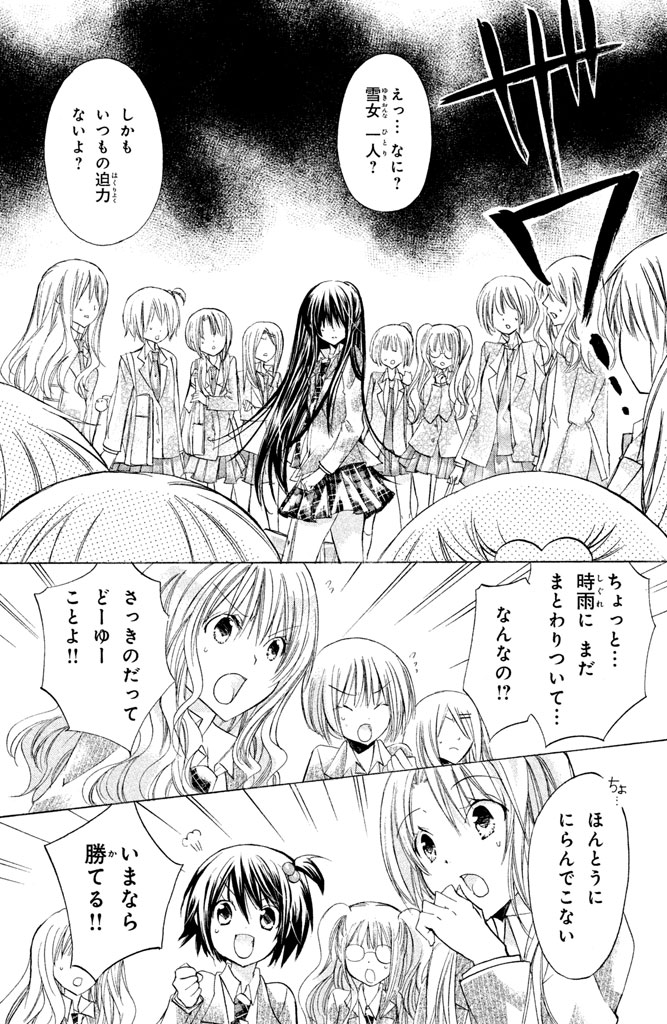 ザワ…
えっ… なに?
雪女 一人?
しかも
いつもの迫力
ないよ?
ちょっと…
時雨に まだ
まとわりついて…
なんなの!?
さっきのだって
どーゆー
ことよ!!
ちょ…
ほんとうに
にらんでこない
いまなら
勝てる!!